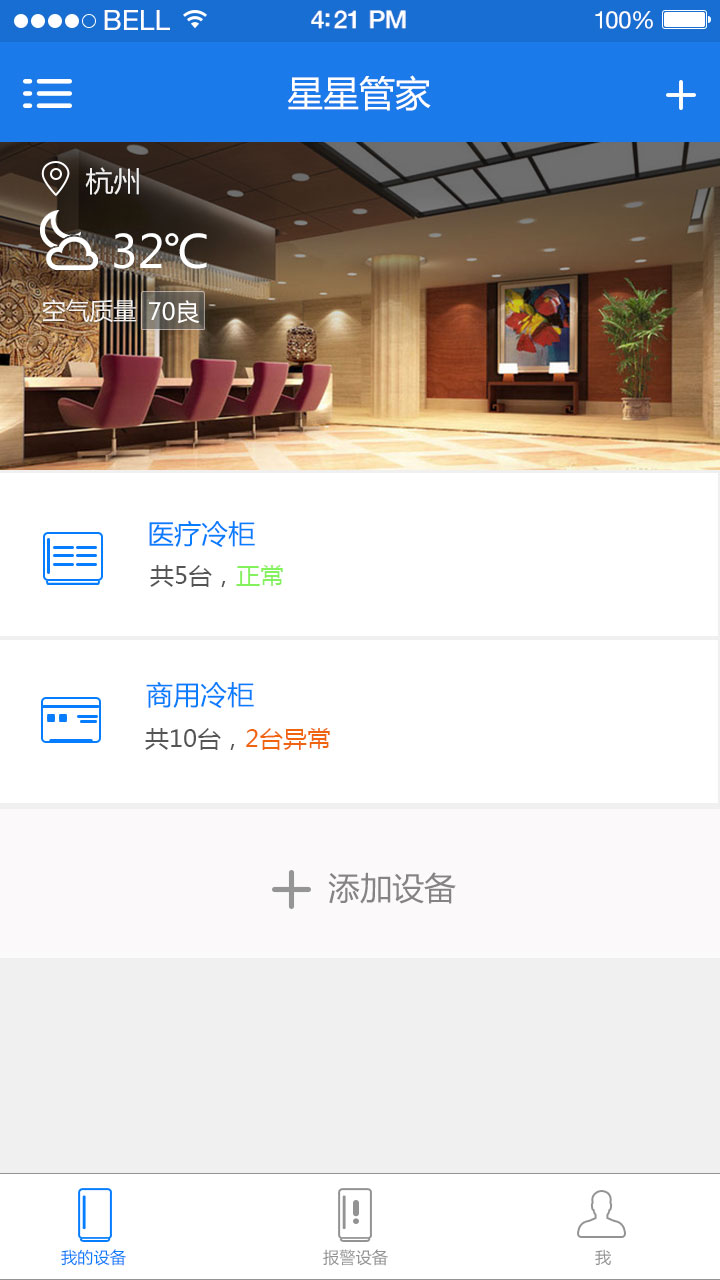 BELL 4:21 PM 100%
星星管家
杭州
32℃
空气质量 70良
医疗冷柜
共5台，正常
商用冷柜
共10台，2台异常
添加设备
我的设备 报警设备 我